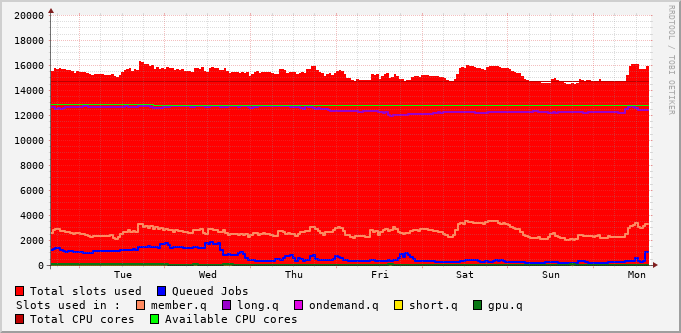 20000
18000
16000
14000
12000
10000
8000
6000
4000
2000
0
Tue Wed Thu Fri Sat Sun Mon
RRDTOOL / TOBI OETIKER
Total slots used Queued Jobs
Slots used in : member.q long.q ondemand.q short.q gpu.q
Total CPU cores Available CPU cores